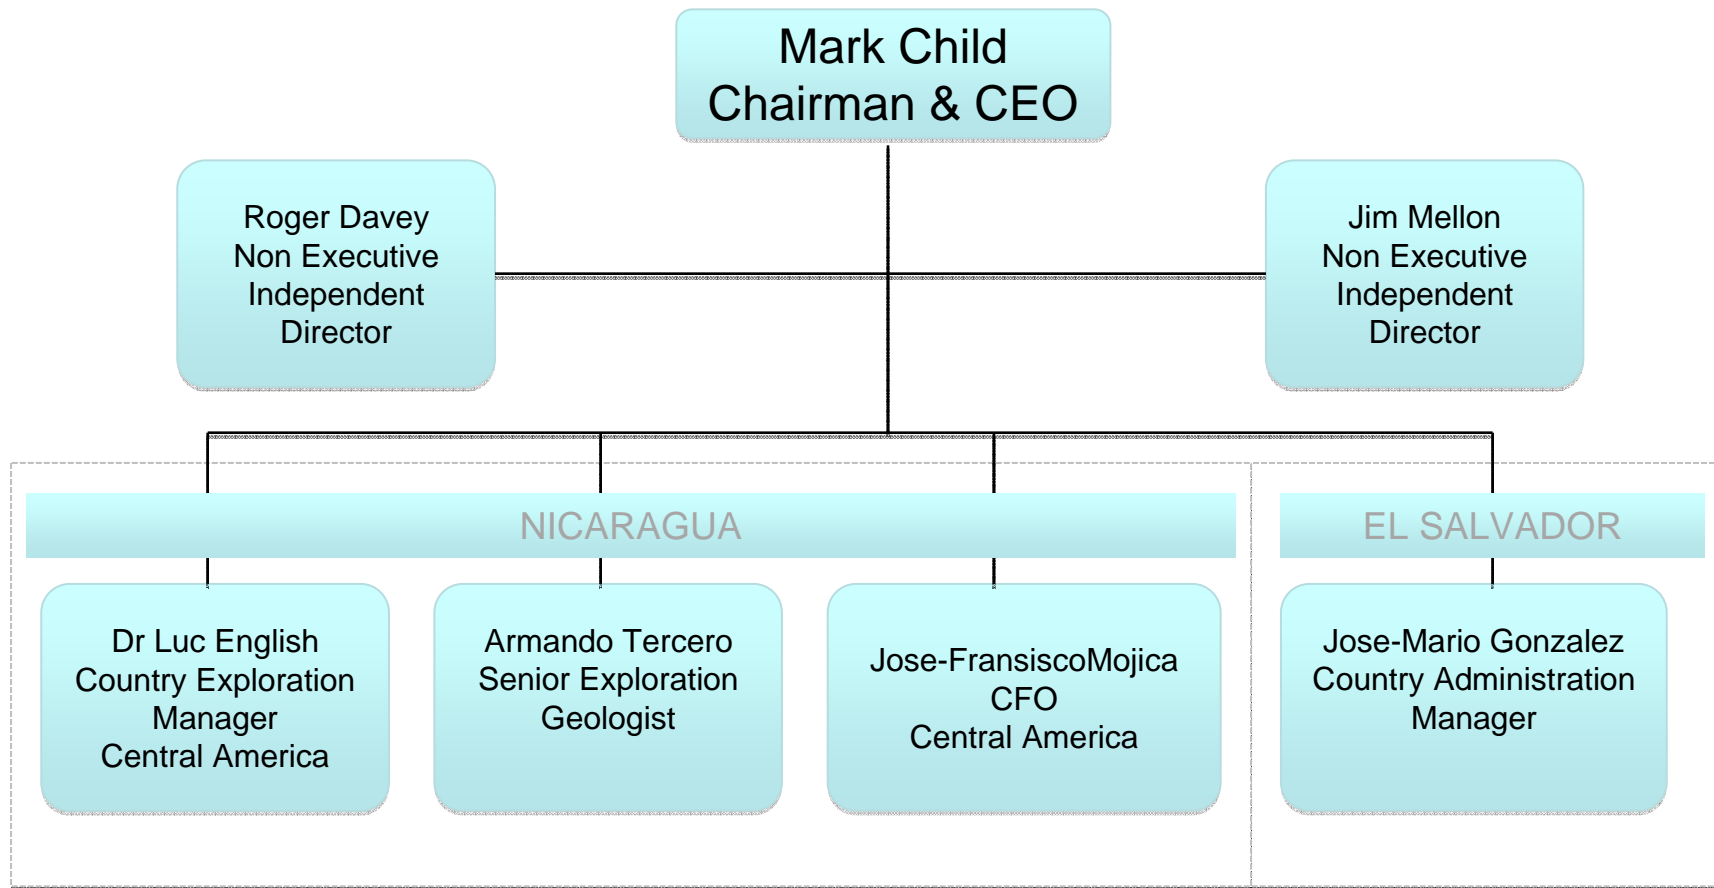 Mark Child
Chairman & CEO
Roger Davey
Non Executive
Independent
Director
Jim Mellon
Non Executive
Independent
Director
NICARAGUA
EL SALVADOR
Dr Luc English
Country Exploration
Manager
Central America
Armando Tercero
Senior Exploration
Geologist
Jose-FransiscoMojica
CFO
Central America
Jose-Mario Gonzalez
Country Administration
Manager